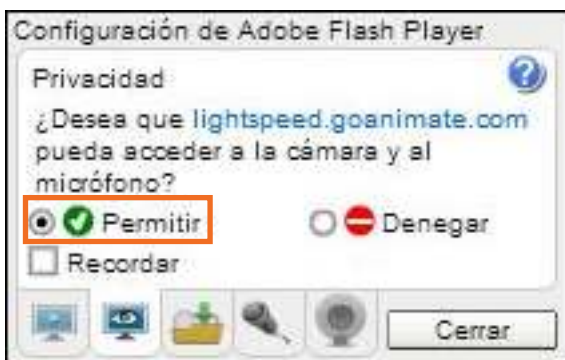 Configuración de Adobe Flash Player
Privacidad
¿Desea que lightspeed.goanimate.com
pueda acceder a la cámara y al
micrófono?
Permitir Denegar
Recordar
Cerrar